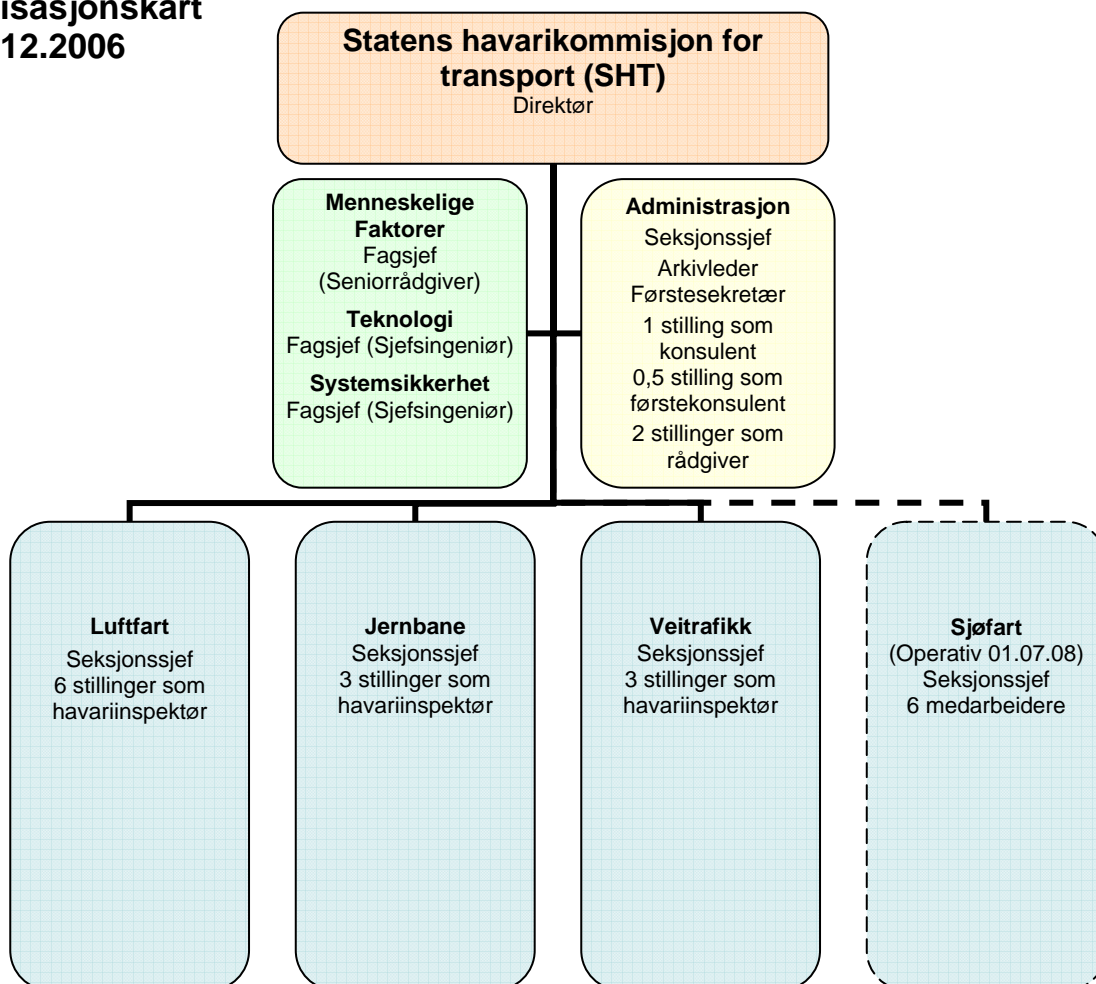 isasjonskart
12.2006
Statens havarikommisjon for
transport (SHT)
Direktør
Menneskelige
Faktorer
Fagsjef
(Seniorrådgiver)
Teknologi
Fagsjef (Sjefsingeniør)
Systemsikkerhet
Fagsjef (Sjefsingeniør)
Administrasjon
Seksjonssjef
Arkivleder
Førstesekretær
1 stilling som
konsulent
0,5 stilling som
førstekonsulent
2 stillinger som
rådgiver
Luftfart
Seksjonssjef
6 stillinger som
havariinspektør
Jernbane
Seksjonssjef
3 stillinger som
havariinspektør
Veitrafikk
Seksjonssjef
3 stillinger som
havariinspektør
Sjøfart
(Operativ 01.07.08)
Seksjonssjef
6 medarbeidere